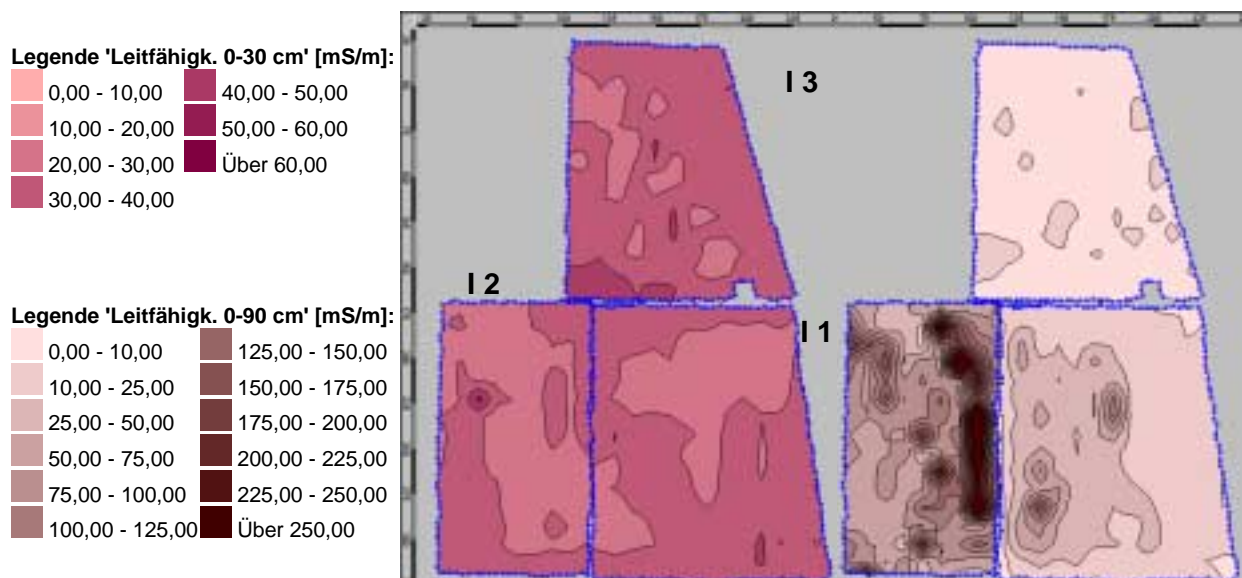 Legende 'Leitfähigk. 0-30 cm' [mS/m]:
0,00 - 10,00 40,00 - 50,00
10,00 - 20,00 50,00 - 60,00
20,00 - 30,00 Über 60,00
30,00 - 40,00
Legende 'Leitfähigk. 0-90 cm' [mS/m]:
0,00 - 10,00 125,00 - 150,00
10,00 - 25,00 150,00 - 175,00
25,00 - 50,00 175,00 - 200,00
50,00 - 75,00 200,00 - 225,00
75,00 - 100,00 225,00 - 250,00
100,00 - 125,00 Über 250,00
I 3
I 2
I 1